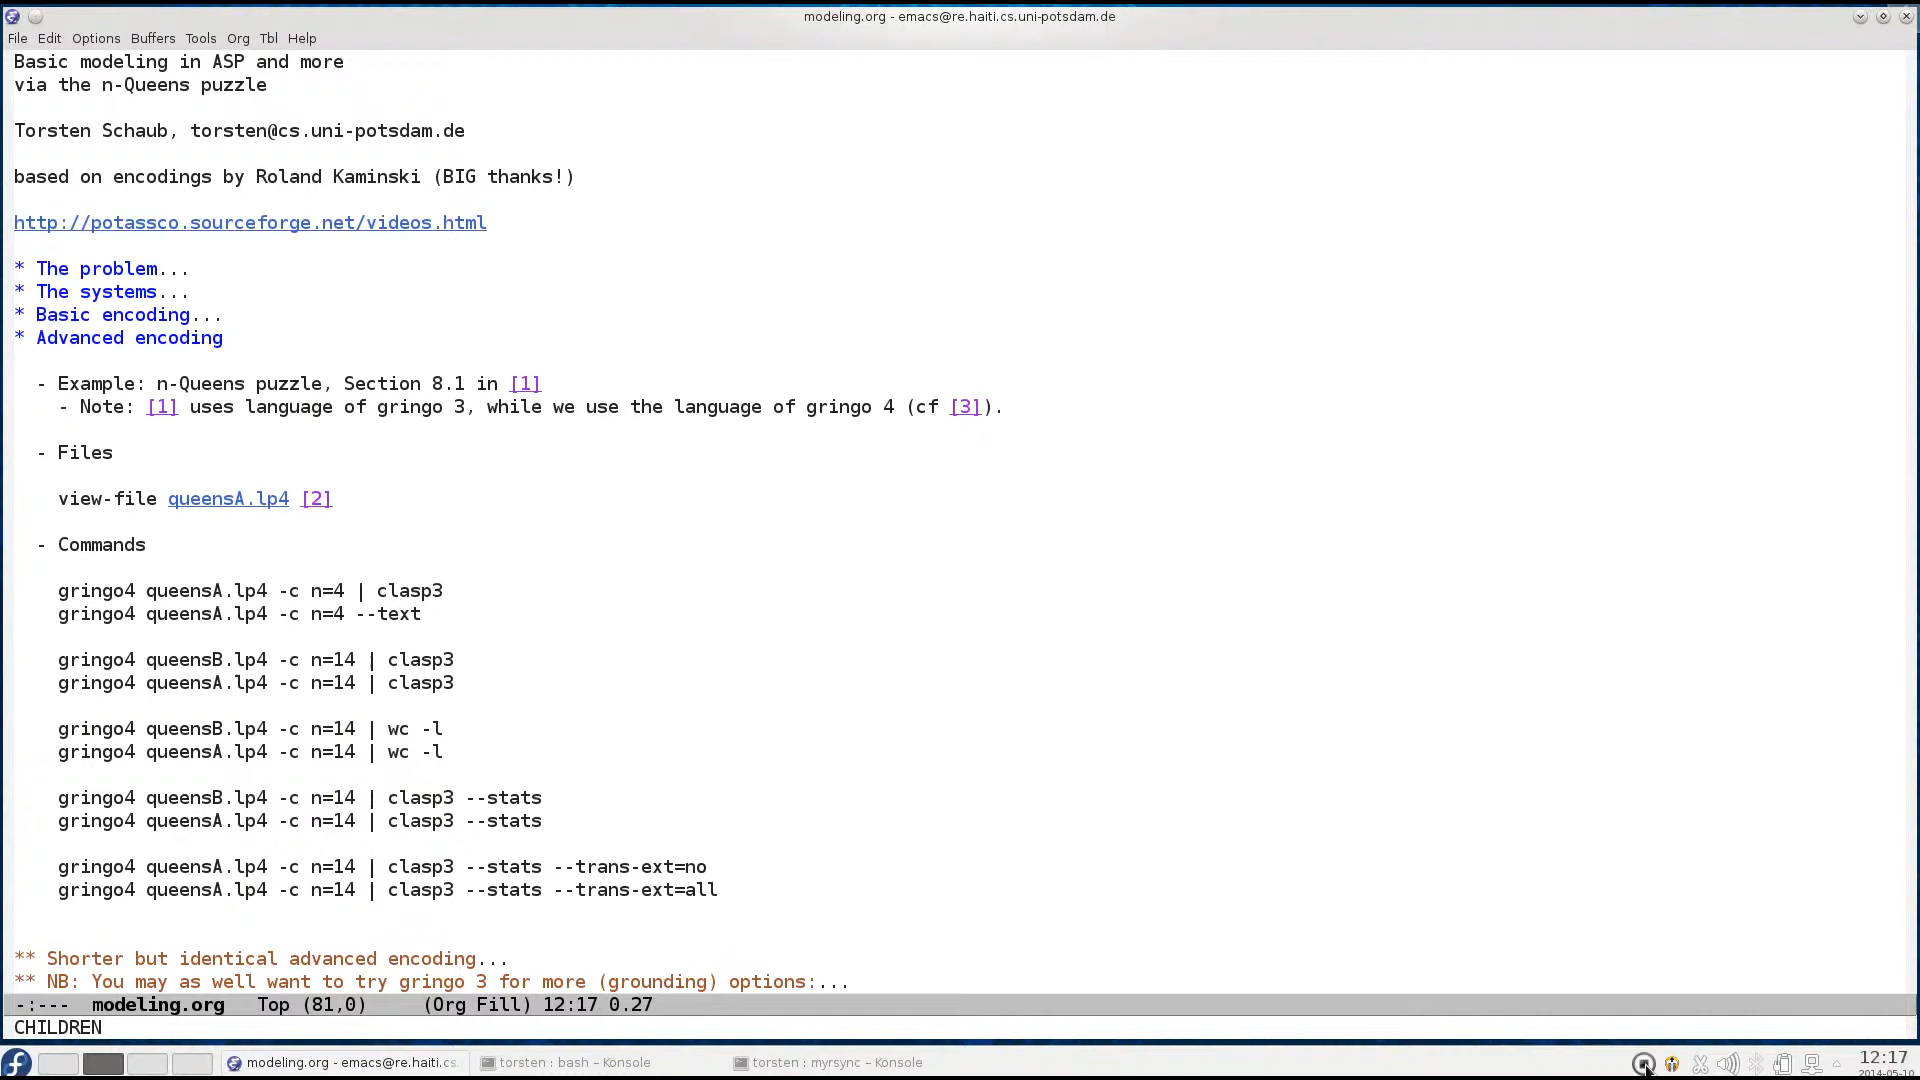 modeling.org - emacs@re.haiti.cs.uni-potsdam.de
File Edit Options Buffers Tools Org Tbl Help
Basic modeling in ASP and more
via the n-Queens puzzle
Torsten Schaub, torsten@cs.uni-potsdam.de
based on encodings by Roland Kaminski (BIG thanks!)
http://potassco.sourceforge.net/videos.html
* The problem...
* The systems...
* Basic encoding...
* Advanced encoding
- Example: n-Queens puzzle, Section 8.1 in [1]
- Note: [1] uses language of gringo 3, while we use the language of gringo 4 (cf [3]).
- Files
view-file queensA.lp4 [2]
- Commands
gringo4 queensA.lp4 -c n=4 | clasp3
gringo4 queensA.lp4 -c n=4 --text
gringo4 queensB.lp4 -c n=14 | clasp3
gringo4 queensA.lp4 -c n=14 | clasp3
gringo4 queensB.lp4 -c n=14 | wc -l
gringo4 queensA.lp4 -c n=14 | wc -l
gringo4 queensB.lp4 -c n=14 | clasp3 --stats
gringo4 queensA.lp4 -c n=14 | clasp3 --stats
gringo4 queensA.lp4 -c n=14 | clasp3 --stats --trans-ext=no
gringo4 queensA.lp4 -c n=14 | clasp3 --stats --trans-ext=all
** Shorter but identical advanced encoding...
** NB: You may as well want to try gringo 3 for more (grounding) options:...
-:--- modeling.org Top (81,0) (Org Fill) 12:17 0.27
CHILDREN
modeling.org - emacs@re.haiti.cs torsten : bash – Konsole torsten : myrsync – Konsole 12:17
2014-05-10